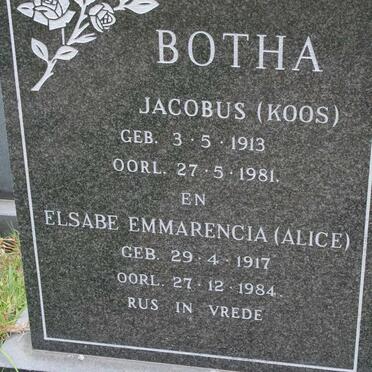 BOTHA
JACOBUS (KOOS)
GEB. 3·5·1913
OORL. 27·5·1981.
EN
ELSABE EMMARENCIA (ALICE)
GEB. 29·4·1917
OORL. 27·12·1984
RUS IN VREDE